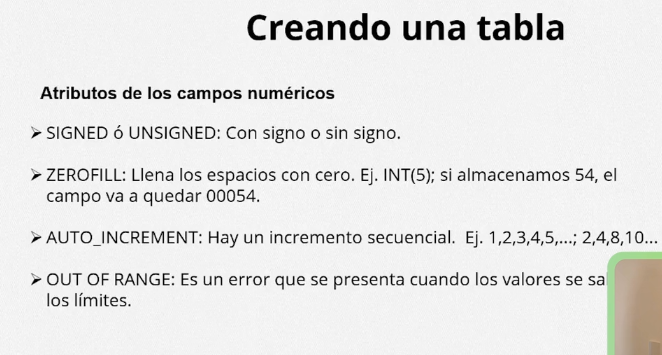 Creando una tabla
Atributos de los campos numéricos
➢ SIGNED ó UNSIGNED: Con signo o sin signo.
➢ ZEROFILL: Llena los espacios con cero. Ej. INT(5); si almacenamos 54, el
campo va a quedar 00054.
➢ AUTO_INCREMENT: Hay un incremento secuencial. Ej. 1,2,3,4,5,...; 2,4,8,10...
➢ OUT OF RANGE: Es un error que se presenta cuando los valores se
los límites.